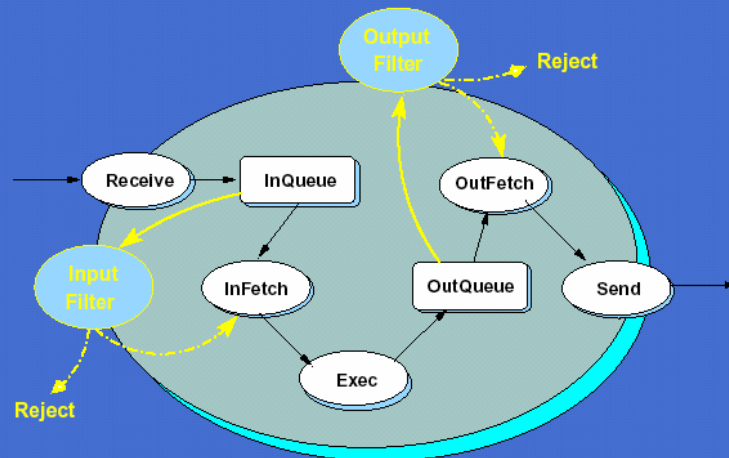 Output
Filter
Reject
Receive
InQueue
OutFetch
Input
Filter
InFetch
OutQueue
Send
Exec
Reject